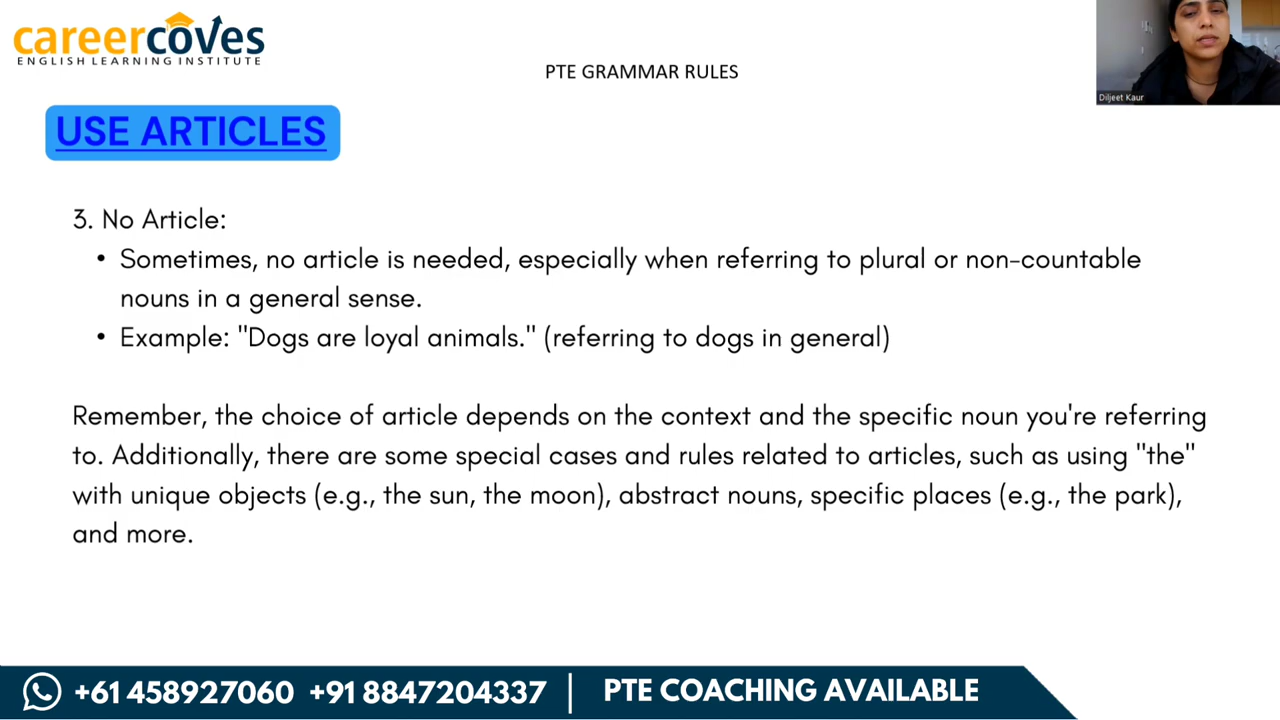 careercoves
ENGLISH LEARNING INSTITUTE
PTE GRAMMAR RULES
Diljeet Kaur
USE ARTICLES
3. No Article:
• Sometimes, no article is needed, especially when referring to plural or non-countable
nouns in a general sense.
• Example: "Dogs are loyal animals." (referring to dogs in general)
Remember, the choice of article depends on the context and the specific noun you're referring
to. Additionally, there are some special cases and rules related to articles, such as using "the"
with unique objects (e.g., the sun, the moon), abstract nouns, specific places (e.g., the park),
and more.
+61 458927060 +91 8847204337 | PTE COACHING AVAILABLE